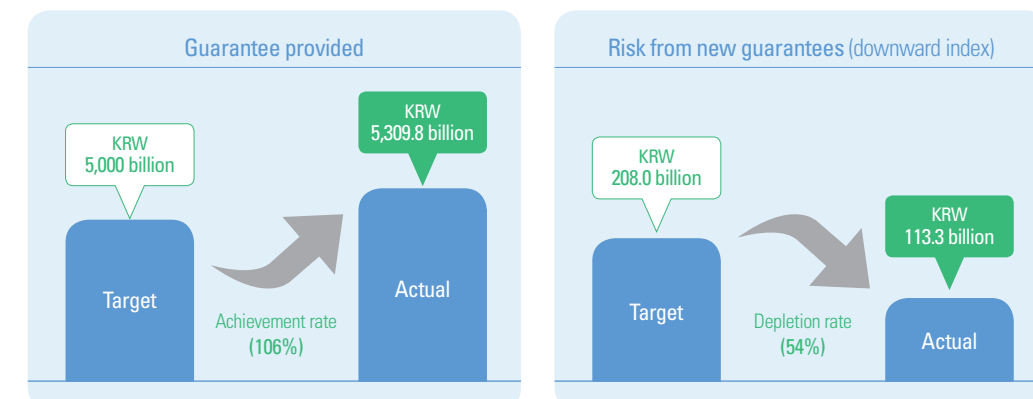 Guarantee provided
KRW
5,000 billion
KRW
5,309.8 billion
Target
Actual
Achievement rate
(106%)
Risk from new guarantees (downward index)
KRW
208.0 billion
KRW
113.3 billion
Target
Depletion rate
(54%)
Actual